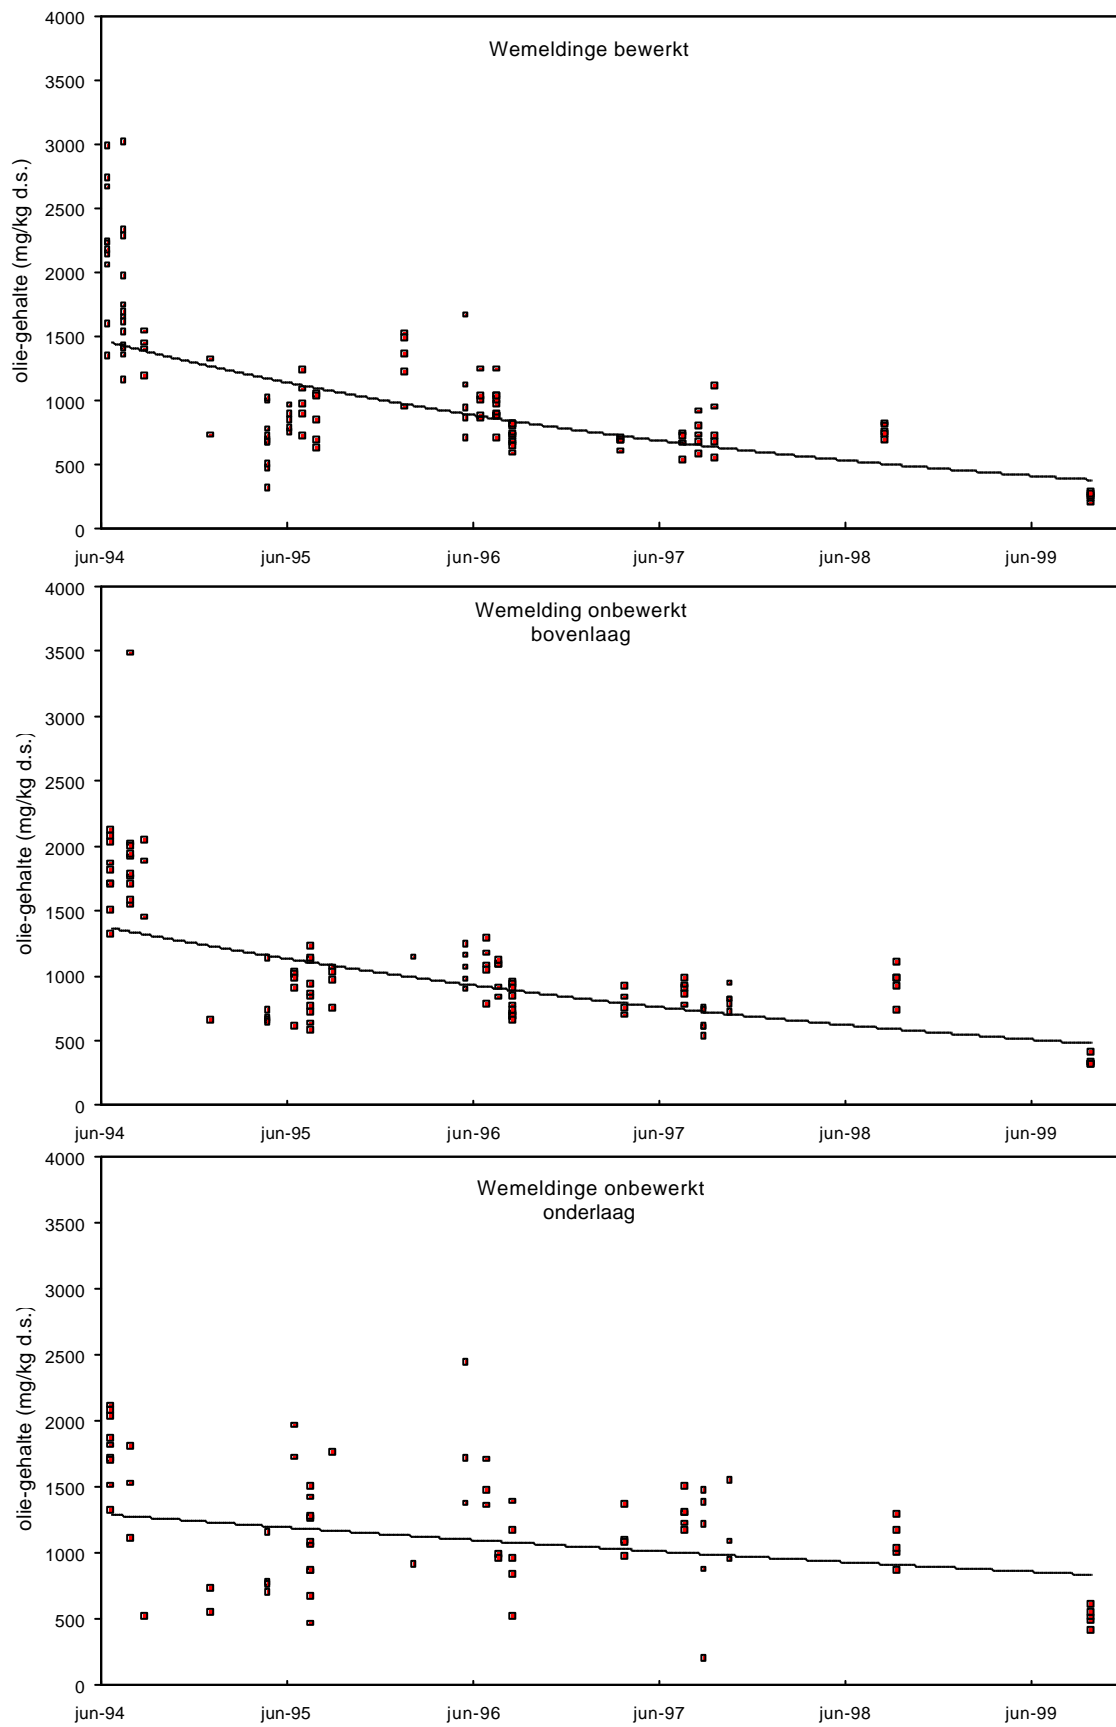 Wemeldinge bewerkt
olie-gehalte (mg/kg d.s.)
4000
3500
3000
2500
2000
1500
1000
500
0
jun-94 jun-95 jun-96 jun-97 jun-98 jun-99
Wemelding onbewerkt
bovenlaag
olie-gehalte (mg/kg d.s.)
4000
3500
3000
2500
2000
1500
1000
500
0
jun-94 jun-95 jun-96 jun-97 jun-98 jun-99
Wemeldinge onbewerkt
onderlaag
olie-gehalte (mg/kg d.s.)
4000
3500
3000
2500
2000
1500
1000
500
0
jun-94 jun-95 jun-96 jun-97 jun-98 jun-99